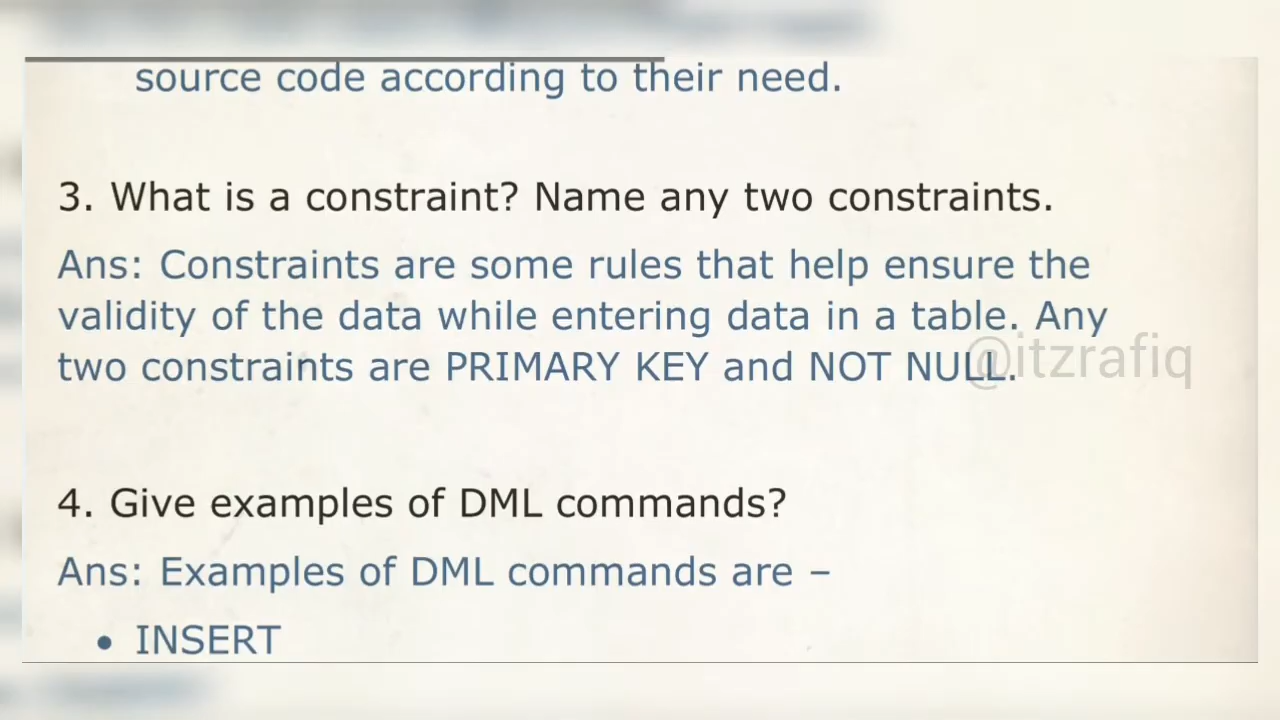 source code according to their need.
3. What is a constraint? Name any two constraints.
Ans: Constraints are some rules that help ensure the
validity of the data while entering data in a table. Any
two constraints are PRIMARY KEY and NOT NULL.
@itzrafiq
4. Give examples of DML commands?
Ans: Examples of DML commands are –
• INSERT